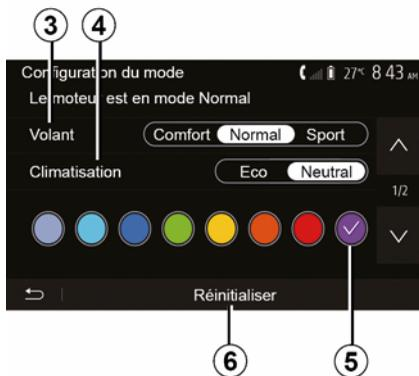 3 4
Configuration du mode 27°C 8 43 AM
Le moteur est en mode Normal
Volant Comfort Normal Sport
Climatisation Eco Neutral
1/2
Réinitialiser
6 5